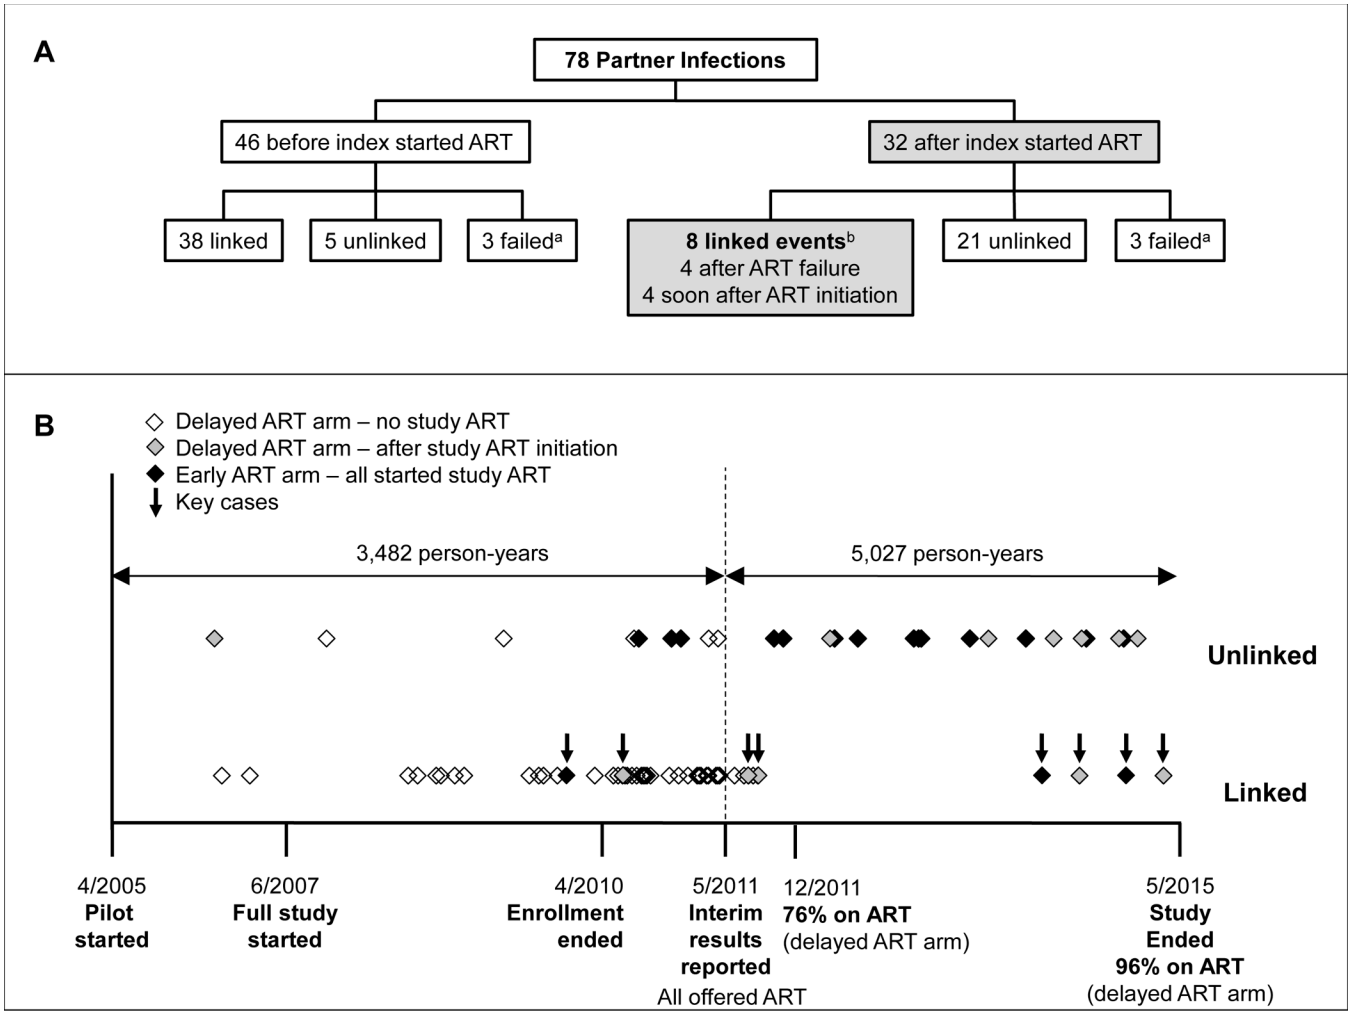 A
78 Partner Infections
46 before index started ART
32 after index started ART
38 linked
5 unlinked
3 failedᵃ
8 linked eventsᵇ
4 after ART failure
4 soon after ART initiation
21 unlinked
3 failedᵃ
B
Delayed ART arm – no study ART
Delayed ART arm – after study ART initiation
Early ART arm – all started study ART
Key cases
3,482 person-years
5,027 person-years
Unlinked
Linked
4/2005
Pilot
started
6/2007
Full study
started
4/2010
Enrollment
ended
5/2011
Interim
results
reported
All offered ART
12/2011
76% on ART
(delayed ART arm)
5/2015
Study
Ended
96% on ART
(delayed ART arm)